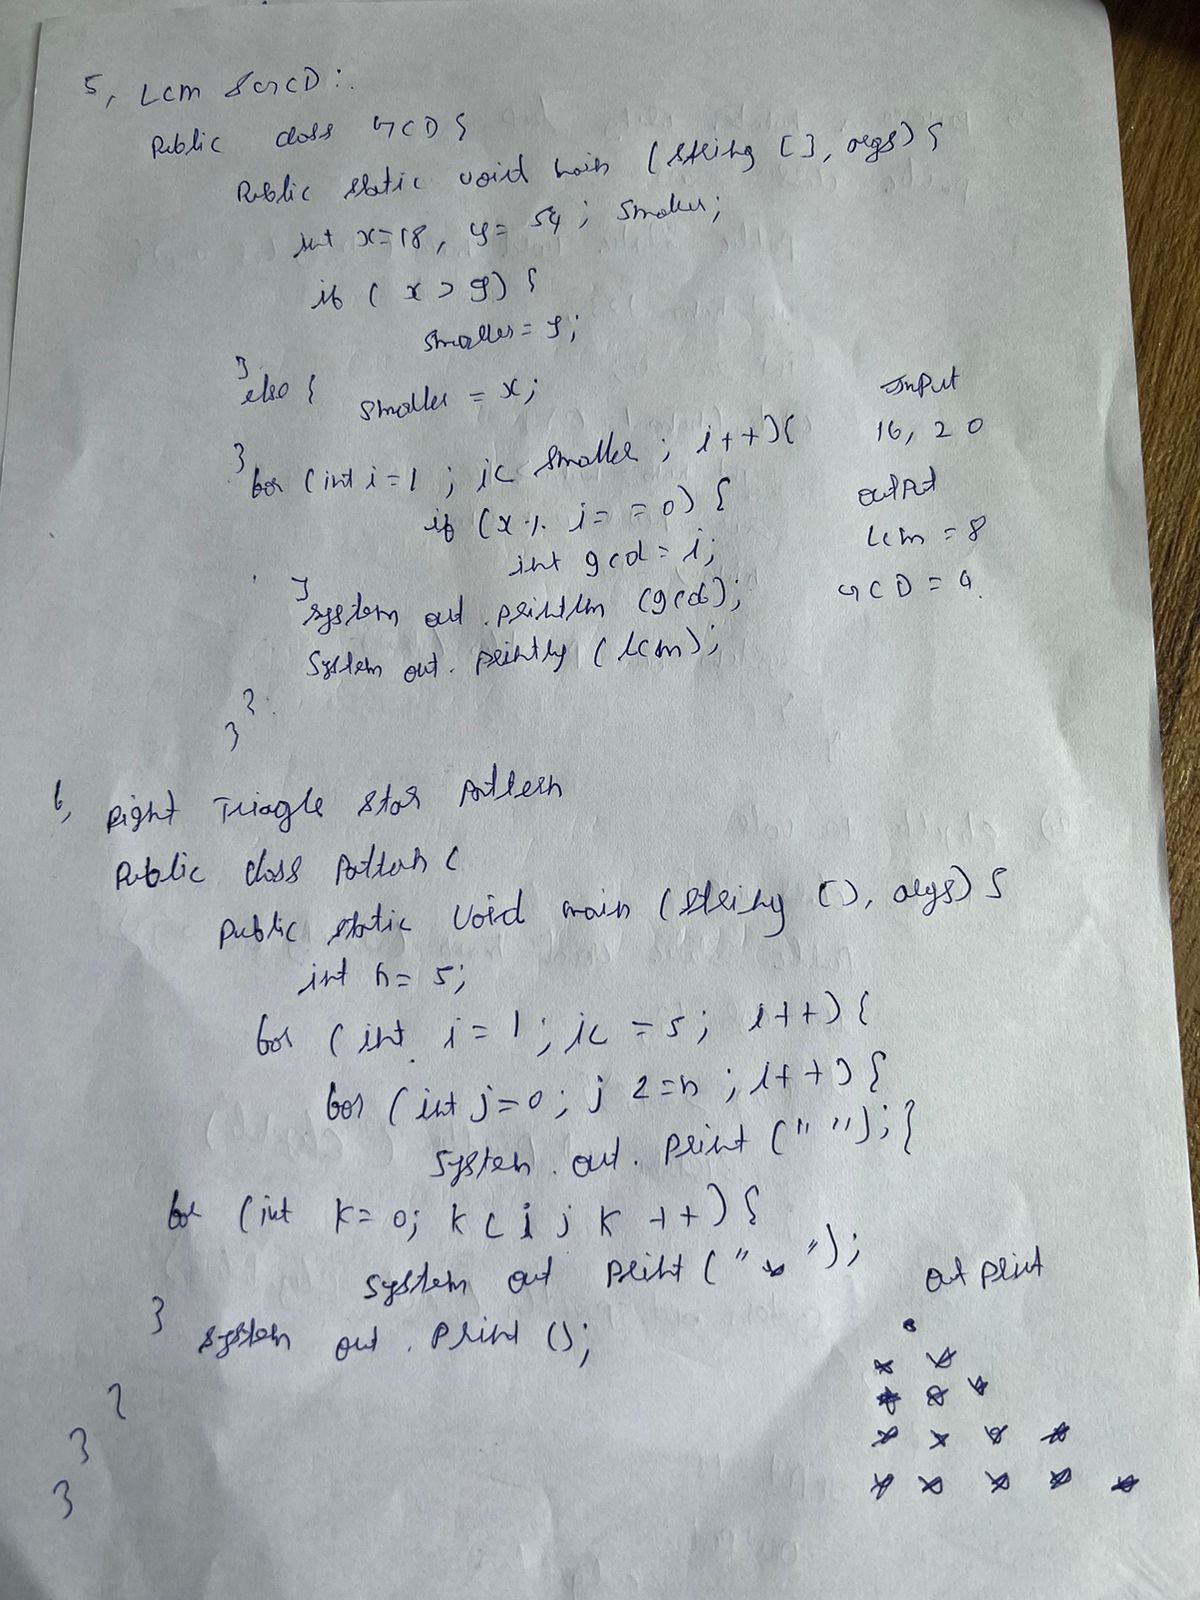 5, LCM & GCD:.
Public class GCD {
Public static void main (string [], args) {
int x=18, y= 54; smaller;
if ( x > y) {
smaller = y;
}
else { smaller = x;
}
for (int i=1 ; i< smaller ; i++){
if (x % i = = 0) {
int gcd = i;
}
system out .println (gcd);
System out. println (lcm);
}
}
Input
16, 20
output
Lcm = 8
GCD = 4.
6, Right Triagle star Pattern
Public class Pattern {
Public static void main (string [], args) {
int n= 5;
for (int i = 1 ; i< = 5; i++) {
for (int j=0; j 2=n ; i++) {
system . out. print (" "); }
for (int k= 0; k < i ; k ++) {
system out print ("*");
}
system out. print ();
}
}
}
out print
*
* *
* * *
* * * *
* * * * *